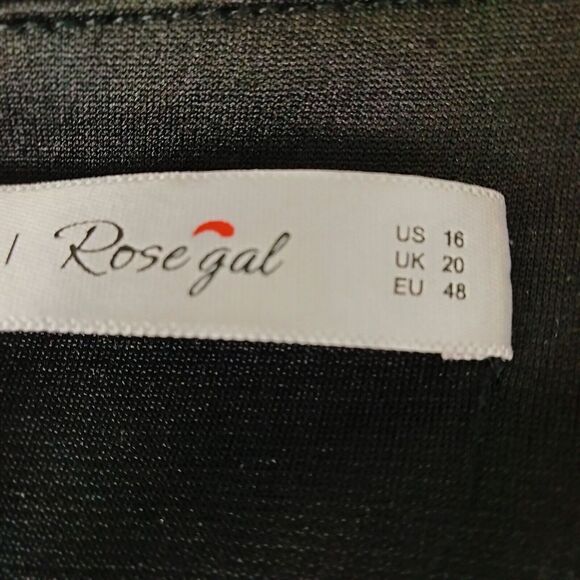 Rosegal
US 16
UK 20
EU 48